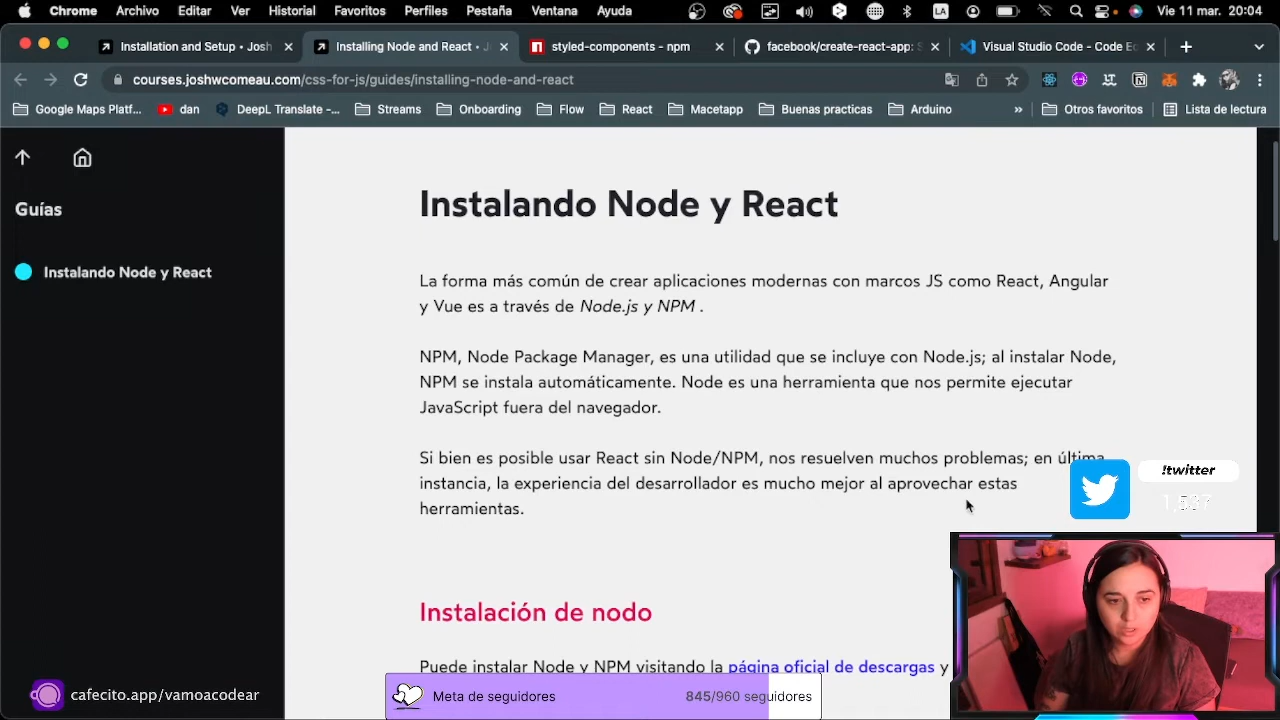 Chrome Archivo Editar Ver Historial Favoritos Perfiles Pestaña Ventana Ayuda LA Vie 11 mar. 20:04
Installation and Setup • Josh Installing Node and React • J styled-components - npm facebook/create-react-app: S Visual Studio Code - Code Ec
courses.joshwcomeau.com/css-for-js/guides/installing-node-and-react
Google Maps Platf... dan DeepL Translate -... Streams Onboarding Flow React Macetapp Buenas practicas Arduino » Otros favoritos Lista de lectura
Guías
Instalando Node y React
Instalando Node y React
La forma más común de crear aplicaciones modernas con marcos JS como React, Angular
y Vue es a través de Node.js y NPM .
NPM, Node Package Manager, es una utilidad que se incluye con Node.js; al instalar Node,
NPM se instala automáticamente. Node es una herramienta que nos permite ejecutar
JavaScript fuera del navegador.
Si bien es posible usar React sin Node/NPM, nos resuelven muchos problemas; en última
instancia, la experiencia del desarrollador es mucho mejor al aprovechar estas
herramientas.
Instalación de nodo
Puede instalar Node y NPM visitando la página oficial de descargas y
!twitter
cafecito.app/vamoacodear
Meta de seguidores 845/960 seguidores